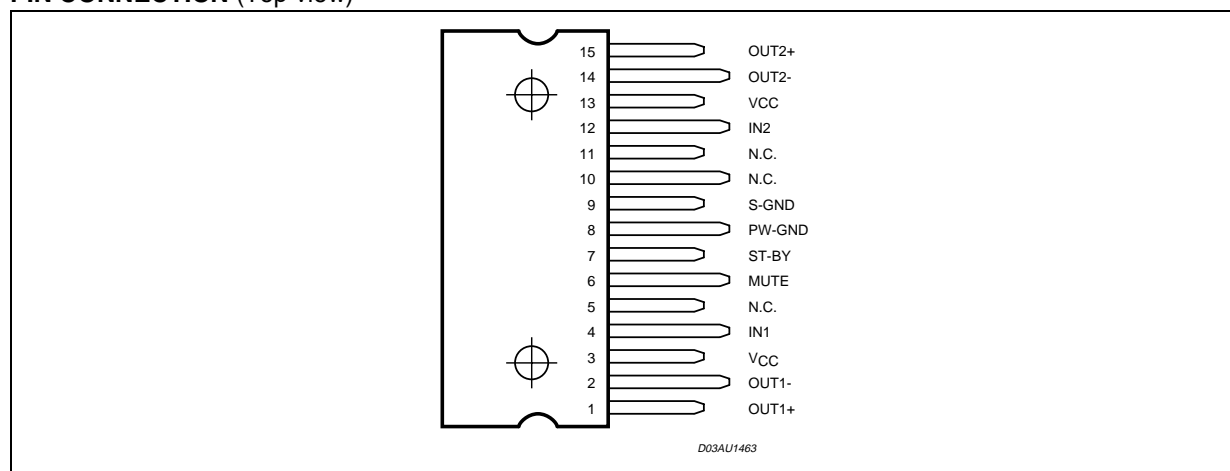 15 OUT2+
14 OUT2-
13 VCC
12 IN2
11 N.C.
10 N.C.
9 S-GND
8 PW-GND
7 ST-BY
6 MUTE
5 N.C.
4 IN1
3 VCC
2 OUT1-
1 OUT1+
D03AU1463